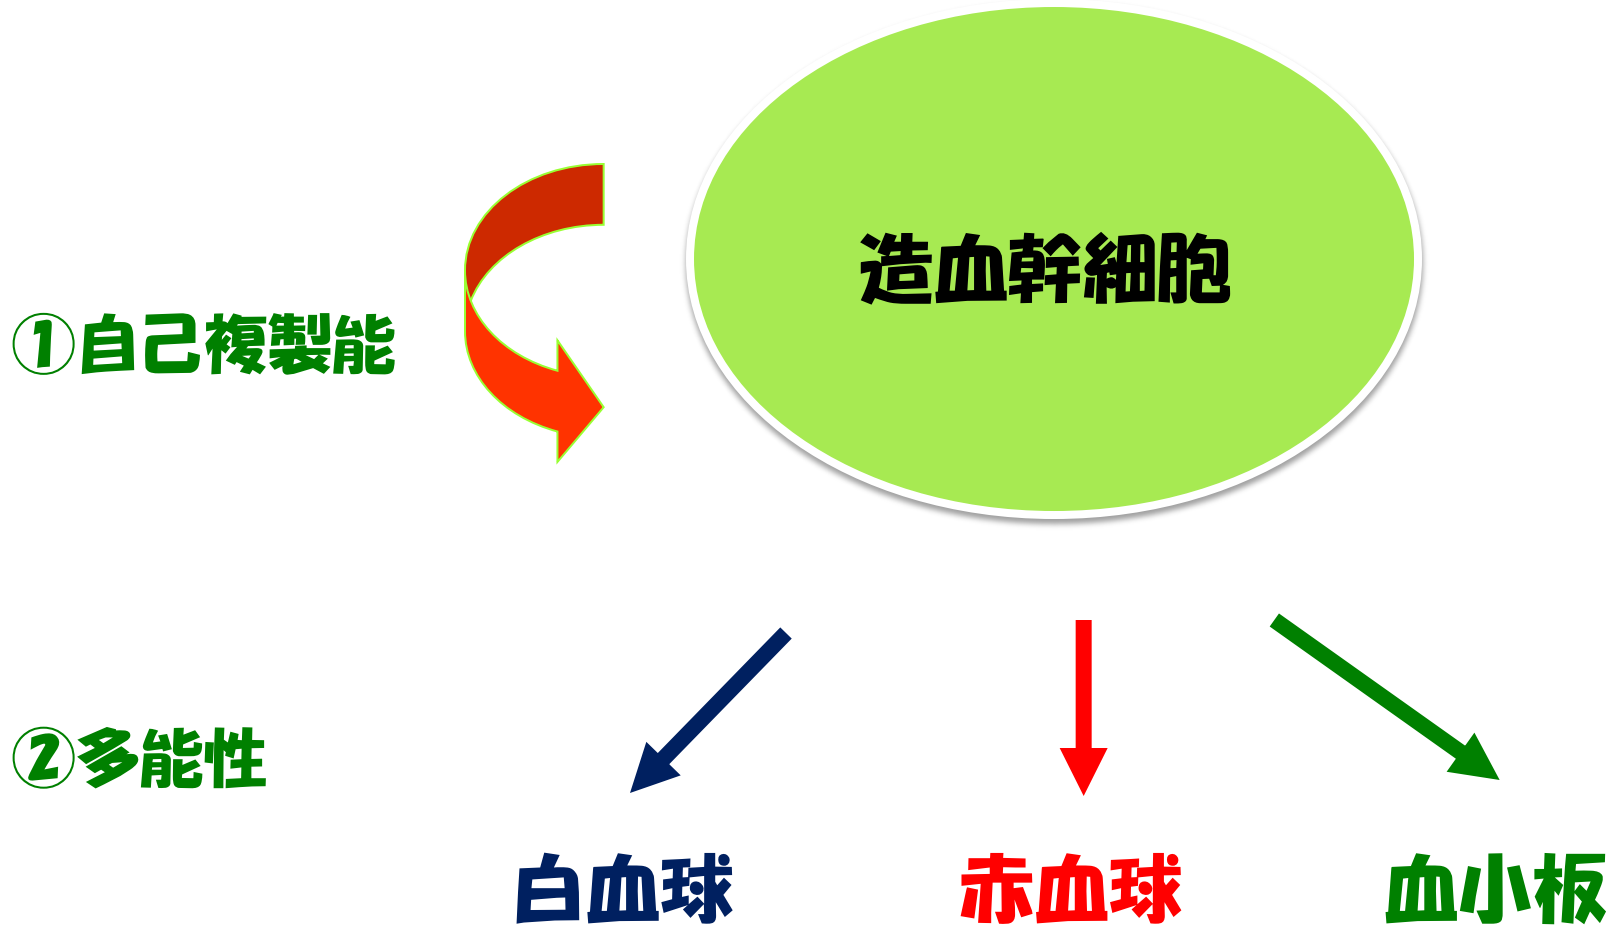 造血幹細胞
①自己複製能
②多能性
白血球
赤血球
血小板